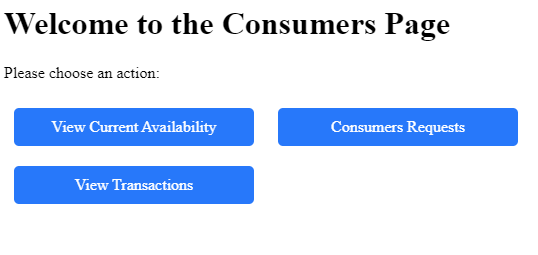 Welcome to the Consumers Page
Please choose an action:
View Current Availability
Consumers Requests
View Transactions